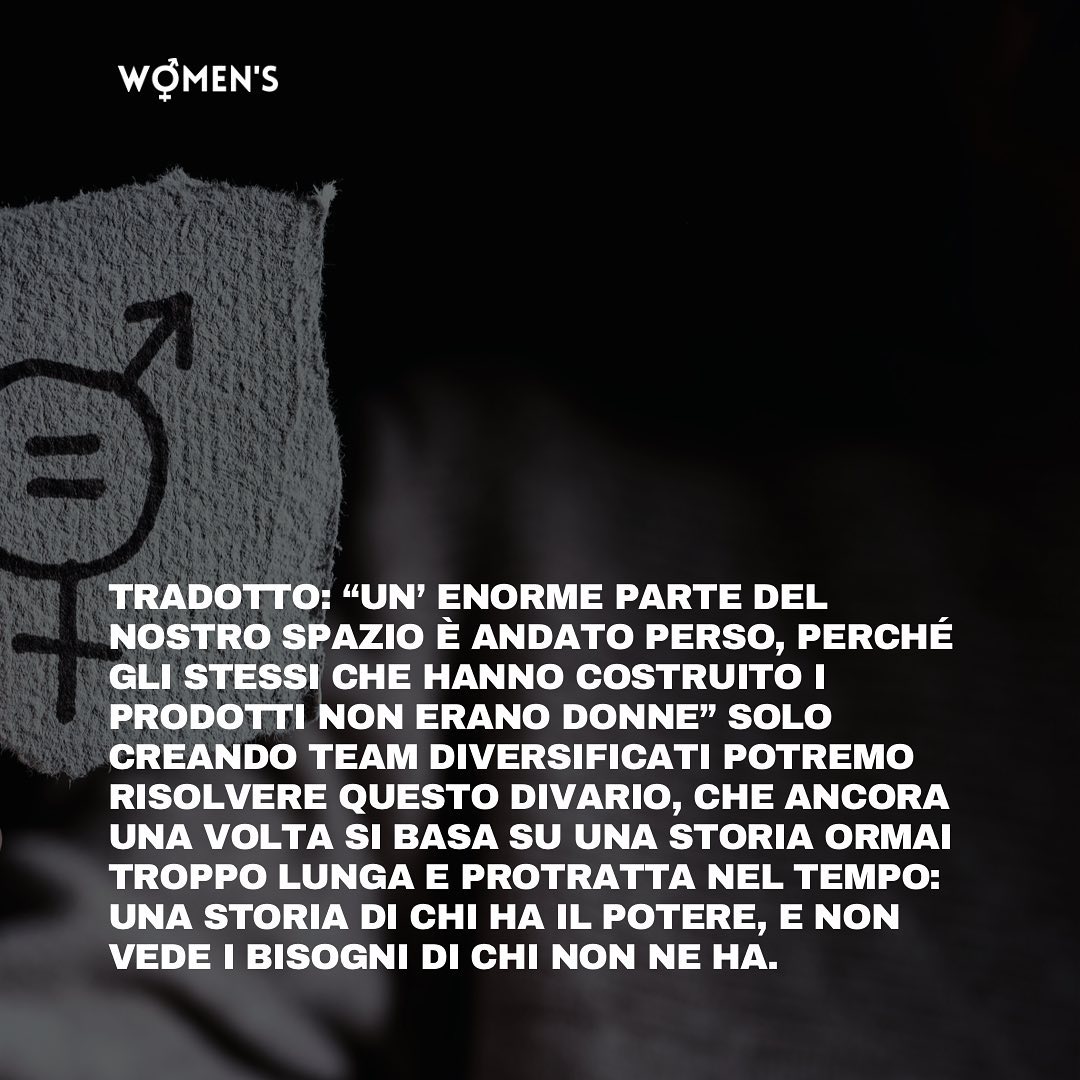 WOMEN'S
TRADOTTO: “UN’ ENORME PARTE DEL
NOSTRO SPAZIO È ANDATO PERSO, PERCHÉ
GLI STESSI CHE HANNO COSTRUITO I
PRODOTTI NON ERANO DONNE” SOLO
CREANDO TEAM DIVERSIFICATI POTREMO
RISOLVERE QUESTO DIVARIO, CHE ANCORA
UNA VOLTA SI BASA SU UNA STORIA ORMAI
TROPPO LUNGA E PROTRATTA NEL TEMPO:
UNA STORIA DI CHI HA IL POTERE, E NON
VEDE I BISOGNI DI CHI NON NE HA.